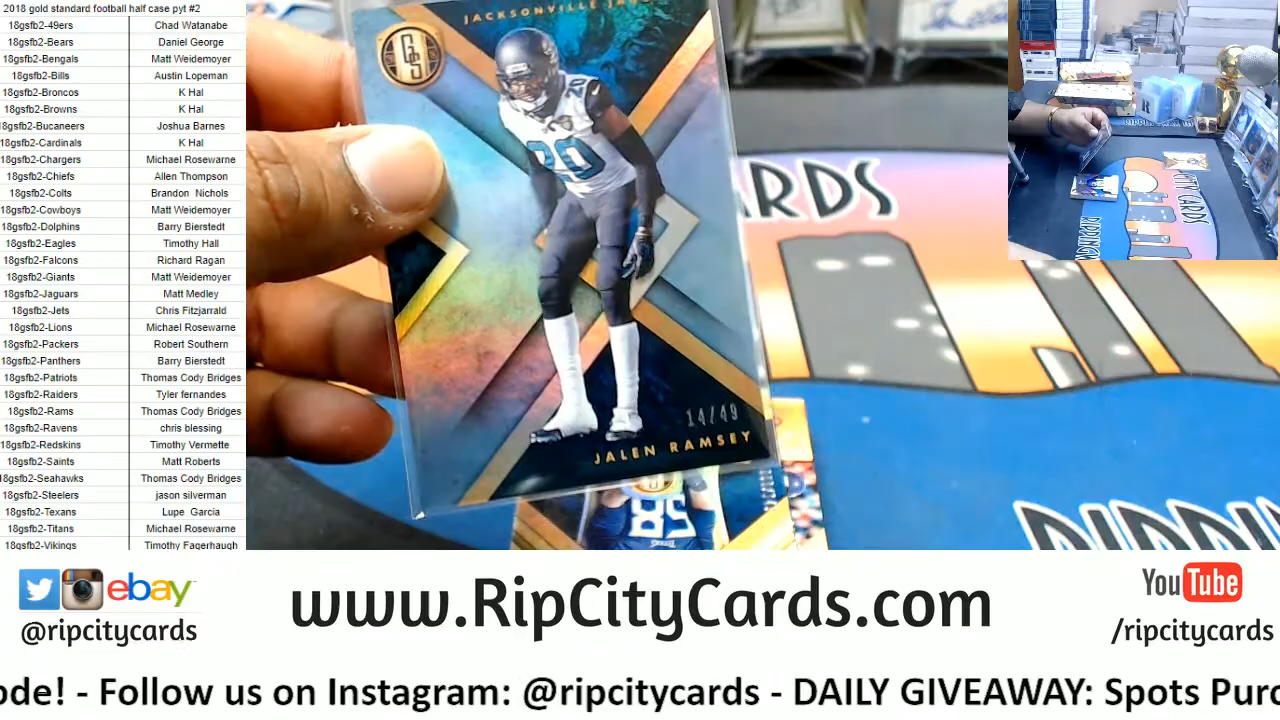 2018 gold standard football half case pyt #2
18gsfb2-49ers Chad Watanabe
18gsfb2-Bears Daniel George
18gsfb2-Bengals Matt Weidemoyer
18gsfb2-Bills Austin Lopeman
18gsfb2-Broncos K Hal
18gsfb2-Browns K Hal
18gsfb2-Bucaneers Joshua Barnes
18gsfb2-Cardinals K Hal
18gsfb2-Chargers Michael Rosewarne
18gsfb2-Chiefs Allen Thompson
18gsfb2-Colts Brandon Nichols
18gsfb2-Cowboys Matt Weidemoyer
18gsfb2-Dolphins Barry Bierstedt
18gsfb2-Eagles Timothy Hall
18gsfb2-Falcons Richard Ragan
18gsfb2-Giants Matt Weidemoyer
18gsfb2-Jaguars Matt Medley
18gsfb2-Jets Chris Fitzjarrald
18gsfb2-Lions Michael Rosewarne
18gsfb2-Packers Robert Southern
18gsfb2-Panthers Barry Bierstedt
18gsfb2-Patriots Thomas Cody Bridges
18gsfb2-Raiders Tyler fernandes
18gsfb2-Rams Thomas Cody Bridges
18gsfb2-Ravens chris blessing
18gsfb2-Redskins Timothy Vermette
18gsfb2-Saints Matt Roberts
18gsfb2-Seahawks Thomas Cody Bridges
18gsfb2-Steelers jason silverman
18gsfb2-Texans Lupe Garcia
18gsfb2-Titans Michael Rosewarne
18gsfb2-Vikings Timothy Fagerhaugh
JACKSONVILLE
GS
20
14/49
JALEN RAMSEY
58
ARDS
RIPPIN
CITY CARDS
ebay
@ripcitycards
www.RipCityCards.com
YouTube
/ripcitycards
ode! - Follow us on Instagram: @ripcitycards - DAILY GIVEAWAY: Spots Purc